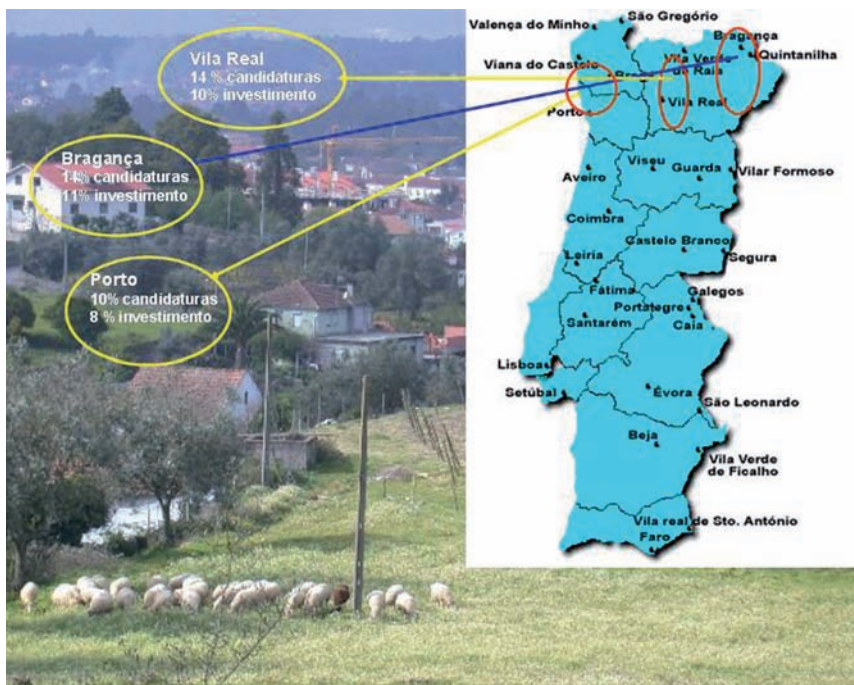 Vila Real
14 % candidaturas
10% investimento
Bragança
14% candidaturas
11% investimento
Porto
10% candidaturas
8 % investimento
São Gregório
Valença do Minho
Bragança
Quintanilha
Viana do Castelo
Vila Verde
da Raia
Vila Real
Porto
Viseu
Guarda
Vilar Formoso
Aveiro
Coimbra
Castelo Branco
Segura
Leiria
Fátima
Galegos
Portalegre
Santarém
Caia
Lisboa
Setúbal
Évora
São Leonardo
Beja
Vila Verde
de Ficalho
Vila real de Sto. António
Faro